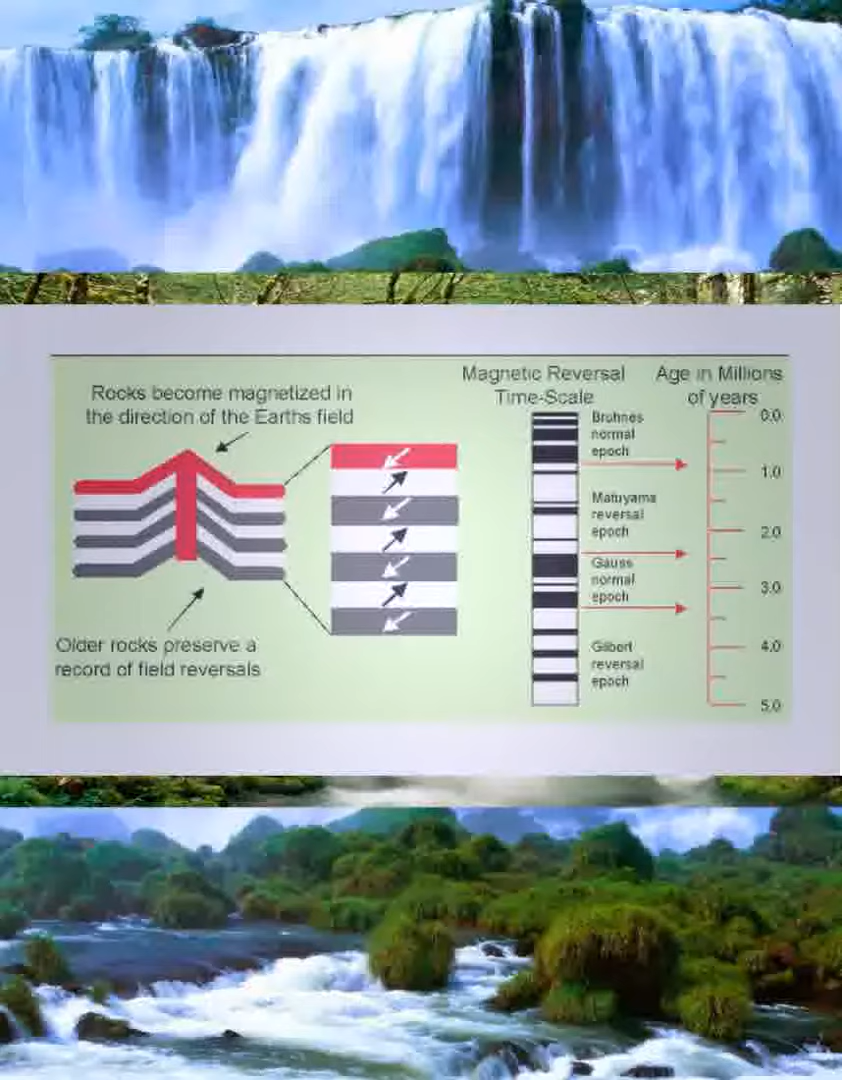 Rocks become magnetized in
the direction of the Earths field
Older rocks preserve a
record of field reversals
Magnetic Reversal
Time-Scale
Bruhnes
normal
epoch
Matuyama
reversal
epoch
Gauss
normal
epoch
Gilbert
reversal
epoch
Age in Millions
of years
0.0
1.0
2.0
3.0
4.0
5.0